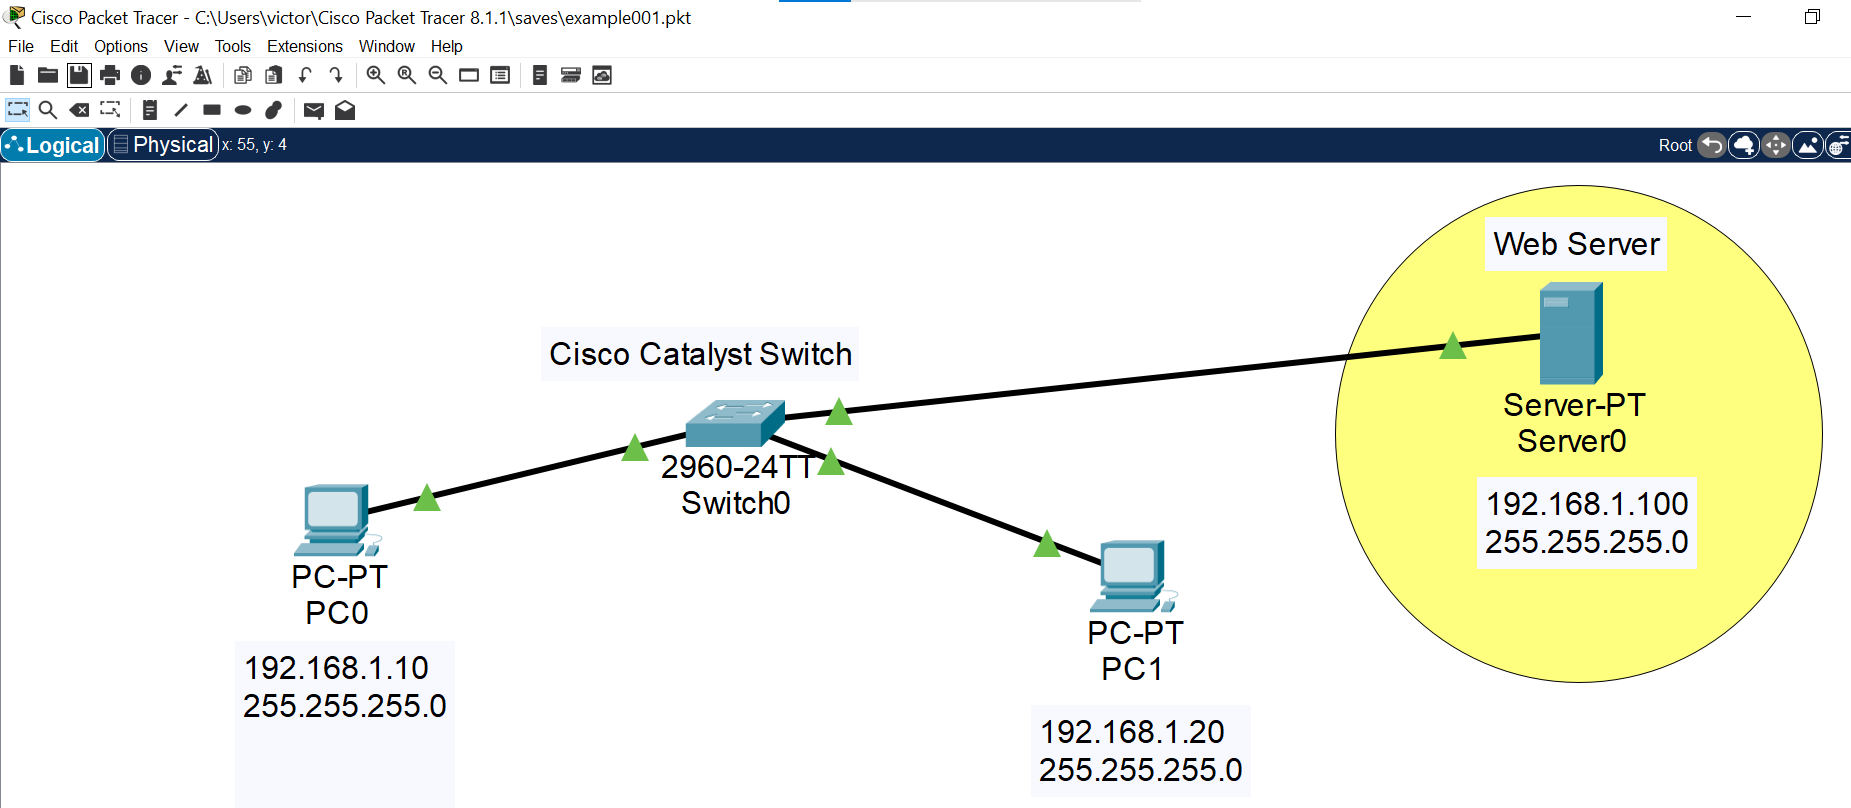 Cisco Packet Tracer - C:\Users\victor\Cisco Packet Tracer 8.1.1\saves\example001.pkt
File Edit Options View Tools Extensions Window Help
Logical Physical x: 55, y: 4 Root
Web Server
Cisco Catalyst Switch
Server-PT
Server0
2960-24TT
Switch0
192.168.1.100
255.255.255.0
PC-PT
PC0
PC-PT
PC1
192.168.1.10
255.255.255.0
192.168.1.20
255.255.255.0